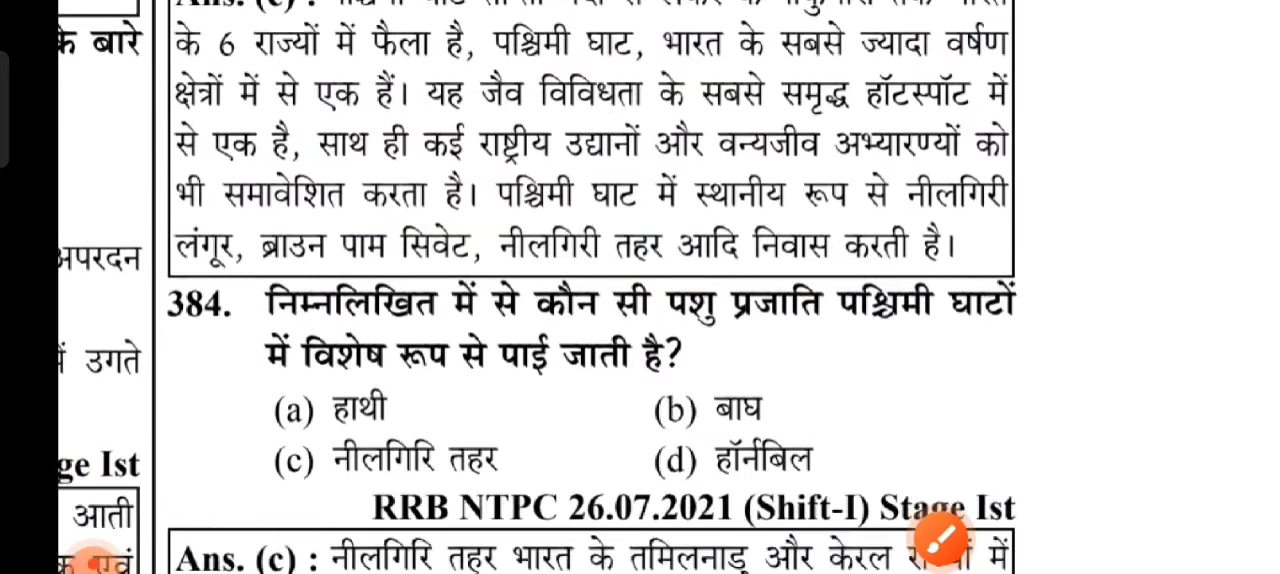 के बारे
अपरदन
में उगते
ge Ist
आती
के 6 राज्यों में फैला है, पश्चिमी घाट, भारत के सबसे ज्यादा वर्षण
क्षेत्रों में से एक हैं। यह जैव विविधता के सबसे समृद्ध हॉटस्पॉट में
से एक है, साथ ही कई राष्ट्रीय उद्यानों और वन्यजीव अभ्यारण्यों को
भी समावेशित करता है। पश्चिमी घाट में स्थानीय रूप से नीलगिरी
लंगूर, ब्राउन पाम सिवेट, नीलगिरी तहर आदि निवास करती है।
384. निम्नलिखित में से कौन सी पशु प्रजाति पश्चिमी घाटों
में विशेष रूप से पाई जाती है?
(a) हाथी (b) बाघ
(c) नीलगिरि तहर (d) हॉर्नबिल
RRB NTPC 26.07.2021 (Shift-I) Stage Ist
Ans. (c) : नीलगिरि तहर भारत के तमिलनाडु और केरल में